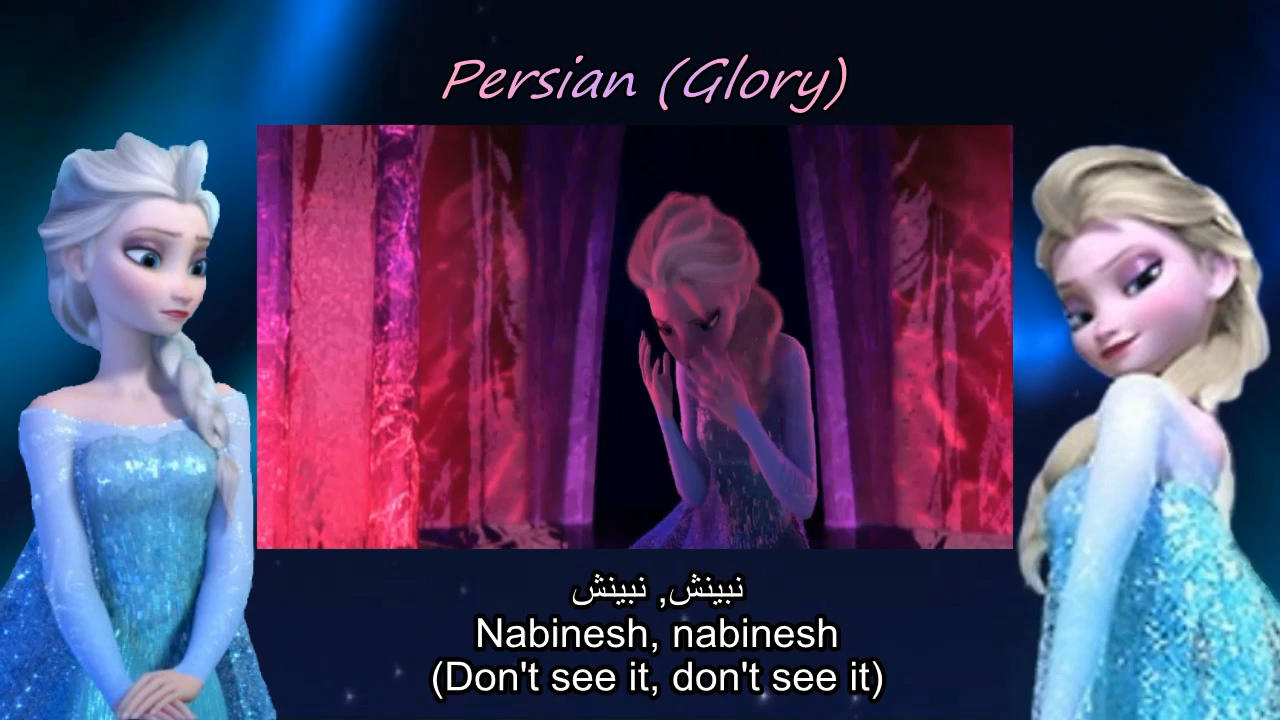 Persian (Glory)
نبینش, نبینش
Nabinesh, nabinesh
(Don't see it, don't see it)